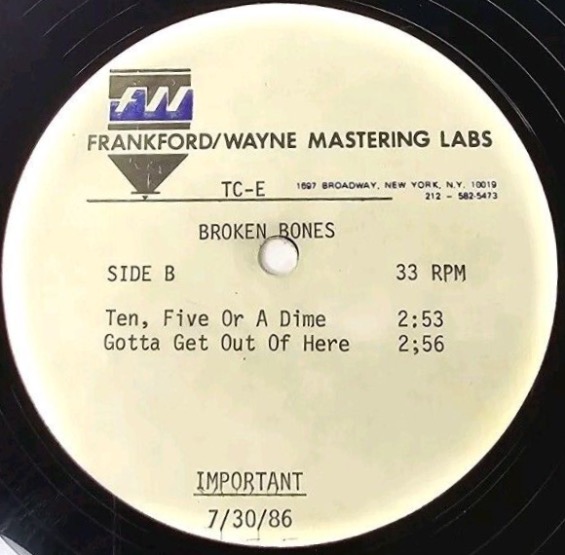 FW
FRANKFORD/WAYNE MASTERING LABS
TC-E 1697 BROADWAY, NEW YORK, N.Y. 10019
212 - 582-5473
BROKEN BONES
SIDE B 33 RPM
Ten, Five Or A Dime 2:53
Gotta Get Out Of Here 2;56
IMPORTANT
7/30/86